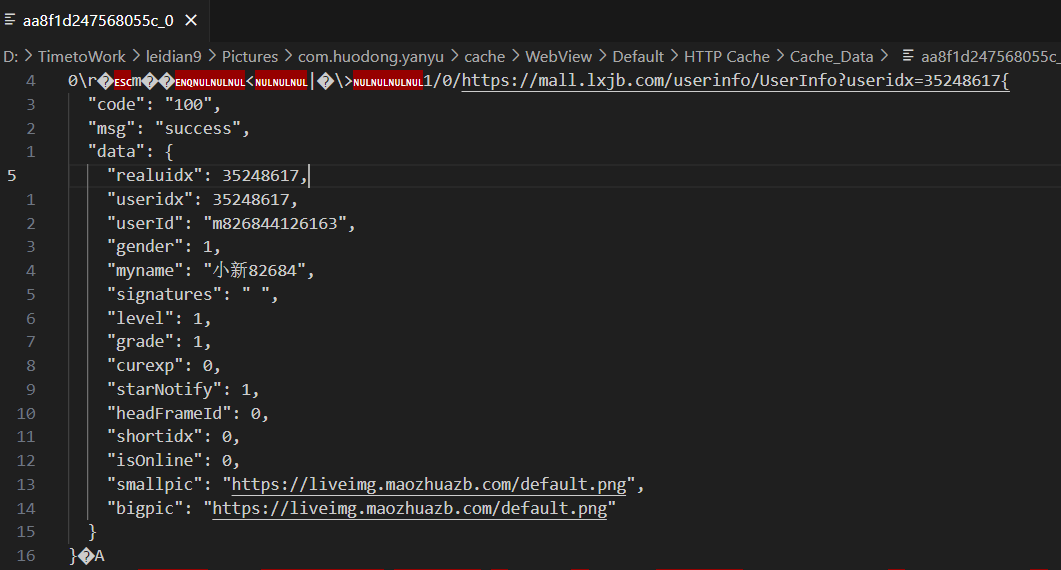 aa8f1d247568055c_0
D: > TimetoWork > leidian9 > Pictures > com.huodong.yanyu > cache > WebView > Default > HTTP Cache > Cache_Data > aa8f1d247568055c_
4 0\r�ESCm��ENQNULNULNUL<NULNULNUL|�\>NULNULNULNUL1/0/https://mall.lxjb.com/userinfo/UserInfo?useridx=35248617{
3 "code": "100",
2 "msg": "success",
1 "data": {
5 "realuidx": 35248617,
1 "useridx": 35248617,
2 "userId": "m826844126163",
3 "gender": 1,
4 "myname": "小新82684",
5 "signatures": " ",
6 "level": 1,
7 "grade": 1,
8 "curexp": 0,
9 "starNotify": 1,
10 "headFrameId": 0,
11 "shortidx": 0,
12 "isOnline": 0,
13 "smallpic": "https://liveimg.maozhuazb.com/default.png",
14 "bigpic": "https://liveimg.maozhuazb.com/default.png"
15 }
16 }�A